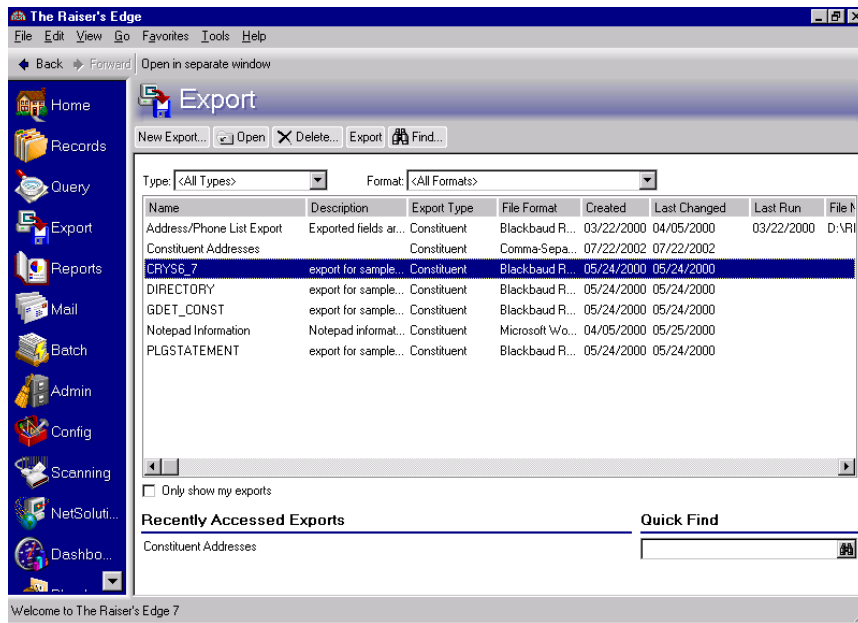 The Raiser's Edge
File Edit View Go Favorites Tools Help
Back Forward Open in separate window
Home
Records
Query
Export
Reports
Mail
Batch
Admin
Config
Scanning
NetSoluti...
Dashbo...
Export
New Export... Open Delete... Export Find...
Type: <All Types> Format: <All Formats>
Name Description Export Type File Format Created Last Changed Last Run File N
Address/Phone List Export Exported fields ar... Constituent Blackbaud R... 03/22/2000 04/05/2000 03/22/2000 D:\RI
Constituent Addresses Constituent Comma-Sepa... 07/22/2002 07/22/2002
CRYS6_7 export for sample... Constituent Blackbaud R... 05/24/2000 05/24/2000
DIRECTORY export for sample... Constituent Blackbaud R... 05/24/2000 05/24/2000
GDET_CONST export for sample... Constituent Blackbaud R... 05/24/2000 05/24/2000
Notepad Information Notepad informat... Constituent Microsoft Wo... 04/05/2000 05/25/2000
PLGSTATEMENT export for sample... Constituent Blackbaud R... 05/24/2000 05/24/2000
Only show my exports
Recently Accessed Exports Quick Find
Constituent Addresses
Welcome to The Raiser's Edge 7